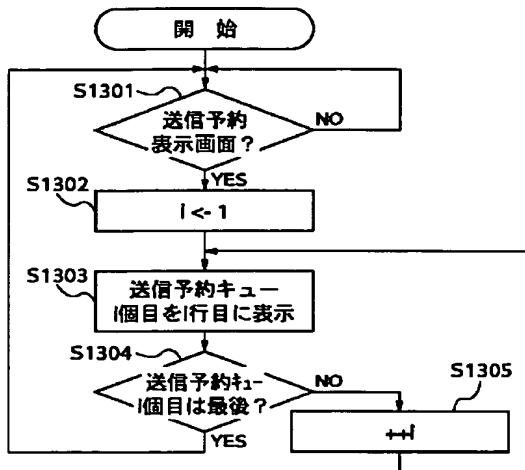 開始
S1301
送信予約
表示画面？
NO
YES
S1302
i <- 1
S1303
送信予約キュー
i個目をi行目に表示
S1304
送信予約ｷｭｰ
i個目は最後？
NO
YES
S1305
++i